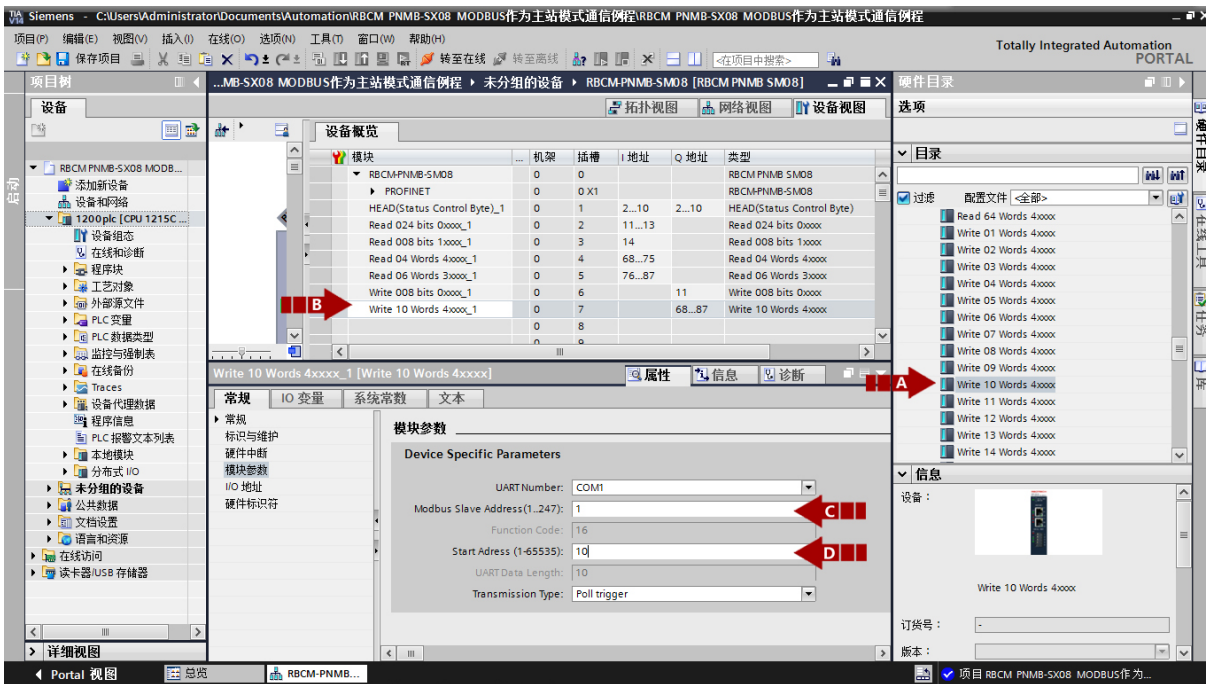 Siemens - C:\Users\Administrator\Documents\Automation\RBCM PNMB-SX08 MODBUS作为主站模式通信例程\RBCM PNMB-SX08 MODBUS作为主站模式通信例程
项目(P) 编辑(E) 视图(V) 插入(I) 在线(O) 选项(N) 工具(T) 窗口(W) 帮助(H)
Totally Integrated Automation
PORTAL
保存项目 转至在线 转至离线 <在项目中搜索>
项目树
设备
RBCM PNMB-SX08 MODB...
添加新设备
设备和网络
1200plc [CPU 1215C ...
设备组态
在线和诊断
程序块
工艺对象
外部源文件
PLC 变量
PLC 数据类型
监控与强制表
在线备份
Traces
设备代理数据
程序信息
PLC 报警文本列表
本地模块
分布式 I/O
未分组的设备
公共数据
文档设置
语言和资源
在线访问
读卡器/USB 存储器
详细视图
启动
...MB-SX08 MODBUS作为主站模式通信例程 ▸ 未分组的设备 ▸ RBCM-PNMB-SM08 [RBCM PNMB SM08]
拓扑视图 网络视图 设备视图
设备概览
模块 ... 机架 插槽 I 地址 Q 地址 类型
RBCM-PNMB-SM08 0 0 RBCM PNMB SM08
PROFINET 0 0 X1 RBCM-PNMB-SM08
HEAD(Status Control Byte)_1 0 1 2...10 2...10 HEAD(Status Control Byte)
Read 024 bits 0xxxx_1 0 2 11...13 Read 024 bits 0xxxx
Read 008 bits 1xxxx_1 0 3 14 Read 008 bits 1xxxx
Read 04 Words 4xxxx_1 0 4 68...75 Read 04 Words 4xxxx
Read 06 Words 3xxxx_1 0 5 76...87 Read 06 Words 3xxxx
Write 008 bits 0xxxx_1 0 6 11 Write 008 bits 0xxxx
B
Write 10 Words 4xxxx_1 0 7 68...87 Write 10 Words 4xxxx
0 8
0 9
Write 10 Words 4xxxx_1 [Write 10 Words 4xxxx]
属性 信息 诊断
常规 IO 变量 系统常数 文本
常规
标识与维护
硬件中断
模块参数
I/O 地址
硬件标识符
模块参数
Device Specific Parameters
UART Number: COM1
Modbus Slave Address(1..247): 1
C
Function Code: 16
Start Adress (1-65535): 10
D
UART Data Length: 10
Transmission Type: Poll trigger
硬件目录
选项
目录
过滤 配置文件 <全部>
Read 64 Words 4xxxx
Write 01 Words 4xxxx
Write 02 Words 4xxxx
Write 03 Words 4xxxx
Write 04 Words 4xxxx
Write 05 Words 4xxxx
Write 06 Words 4xxxx
Write 07 Words 4xxxx
Write 08 Words 4xxxx
Write 09 Words 4xxxx
A
Write 10 Words 4xxxx
Write 11 Words 4xxxx
Write 12 Words 4xxxx
Write 13 Words 4xxxx
Write 14 Words 4xxxx
信息
设备：
Write 10 Words 4xxxx
订货号： -
版本：
硬件目录
在线工具
任务
库
Portal 视图 总览 RBCM-PNMB...
项目 RBCM PNMB-SX08 MODBUS作为...